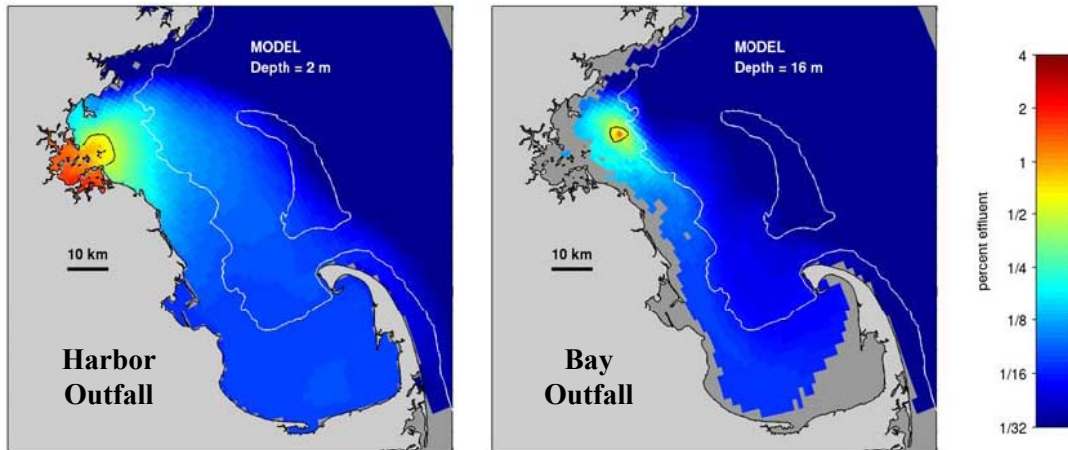 MODEL
Depth = 2 m
10 km
Harbor
Outfall
MODEL
Depth = 16 m
10 km
Bay
Outfall
4
2
1
1/2
1/4
1/8
1/16
1/32
percent effluent